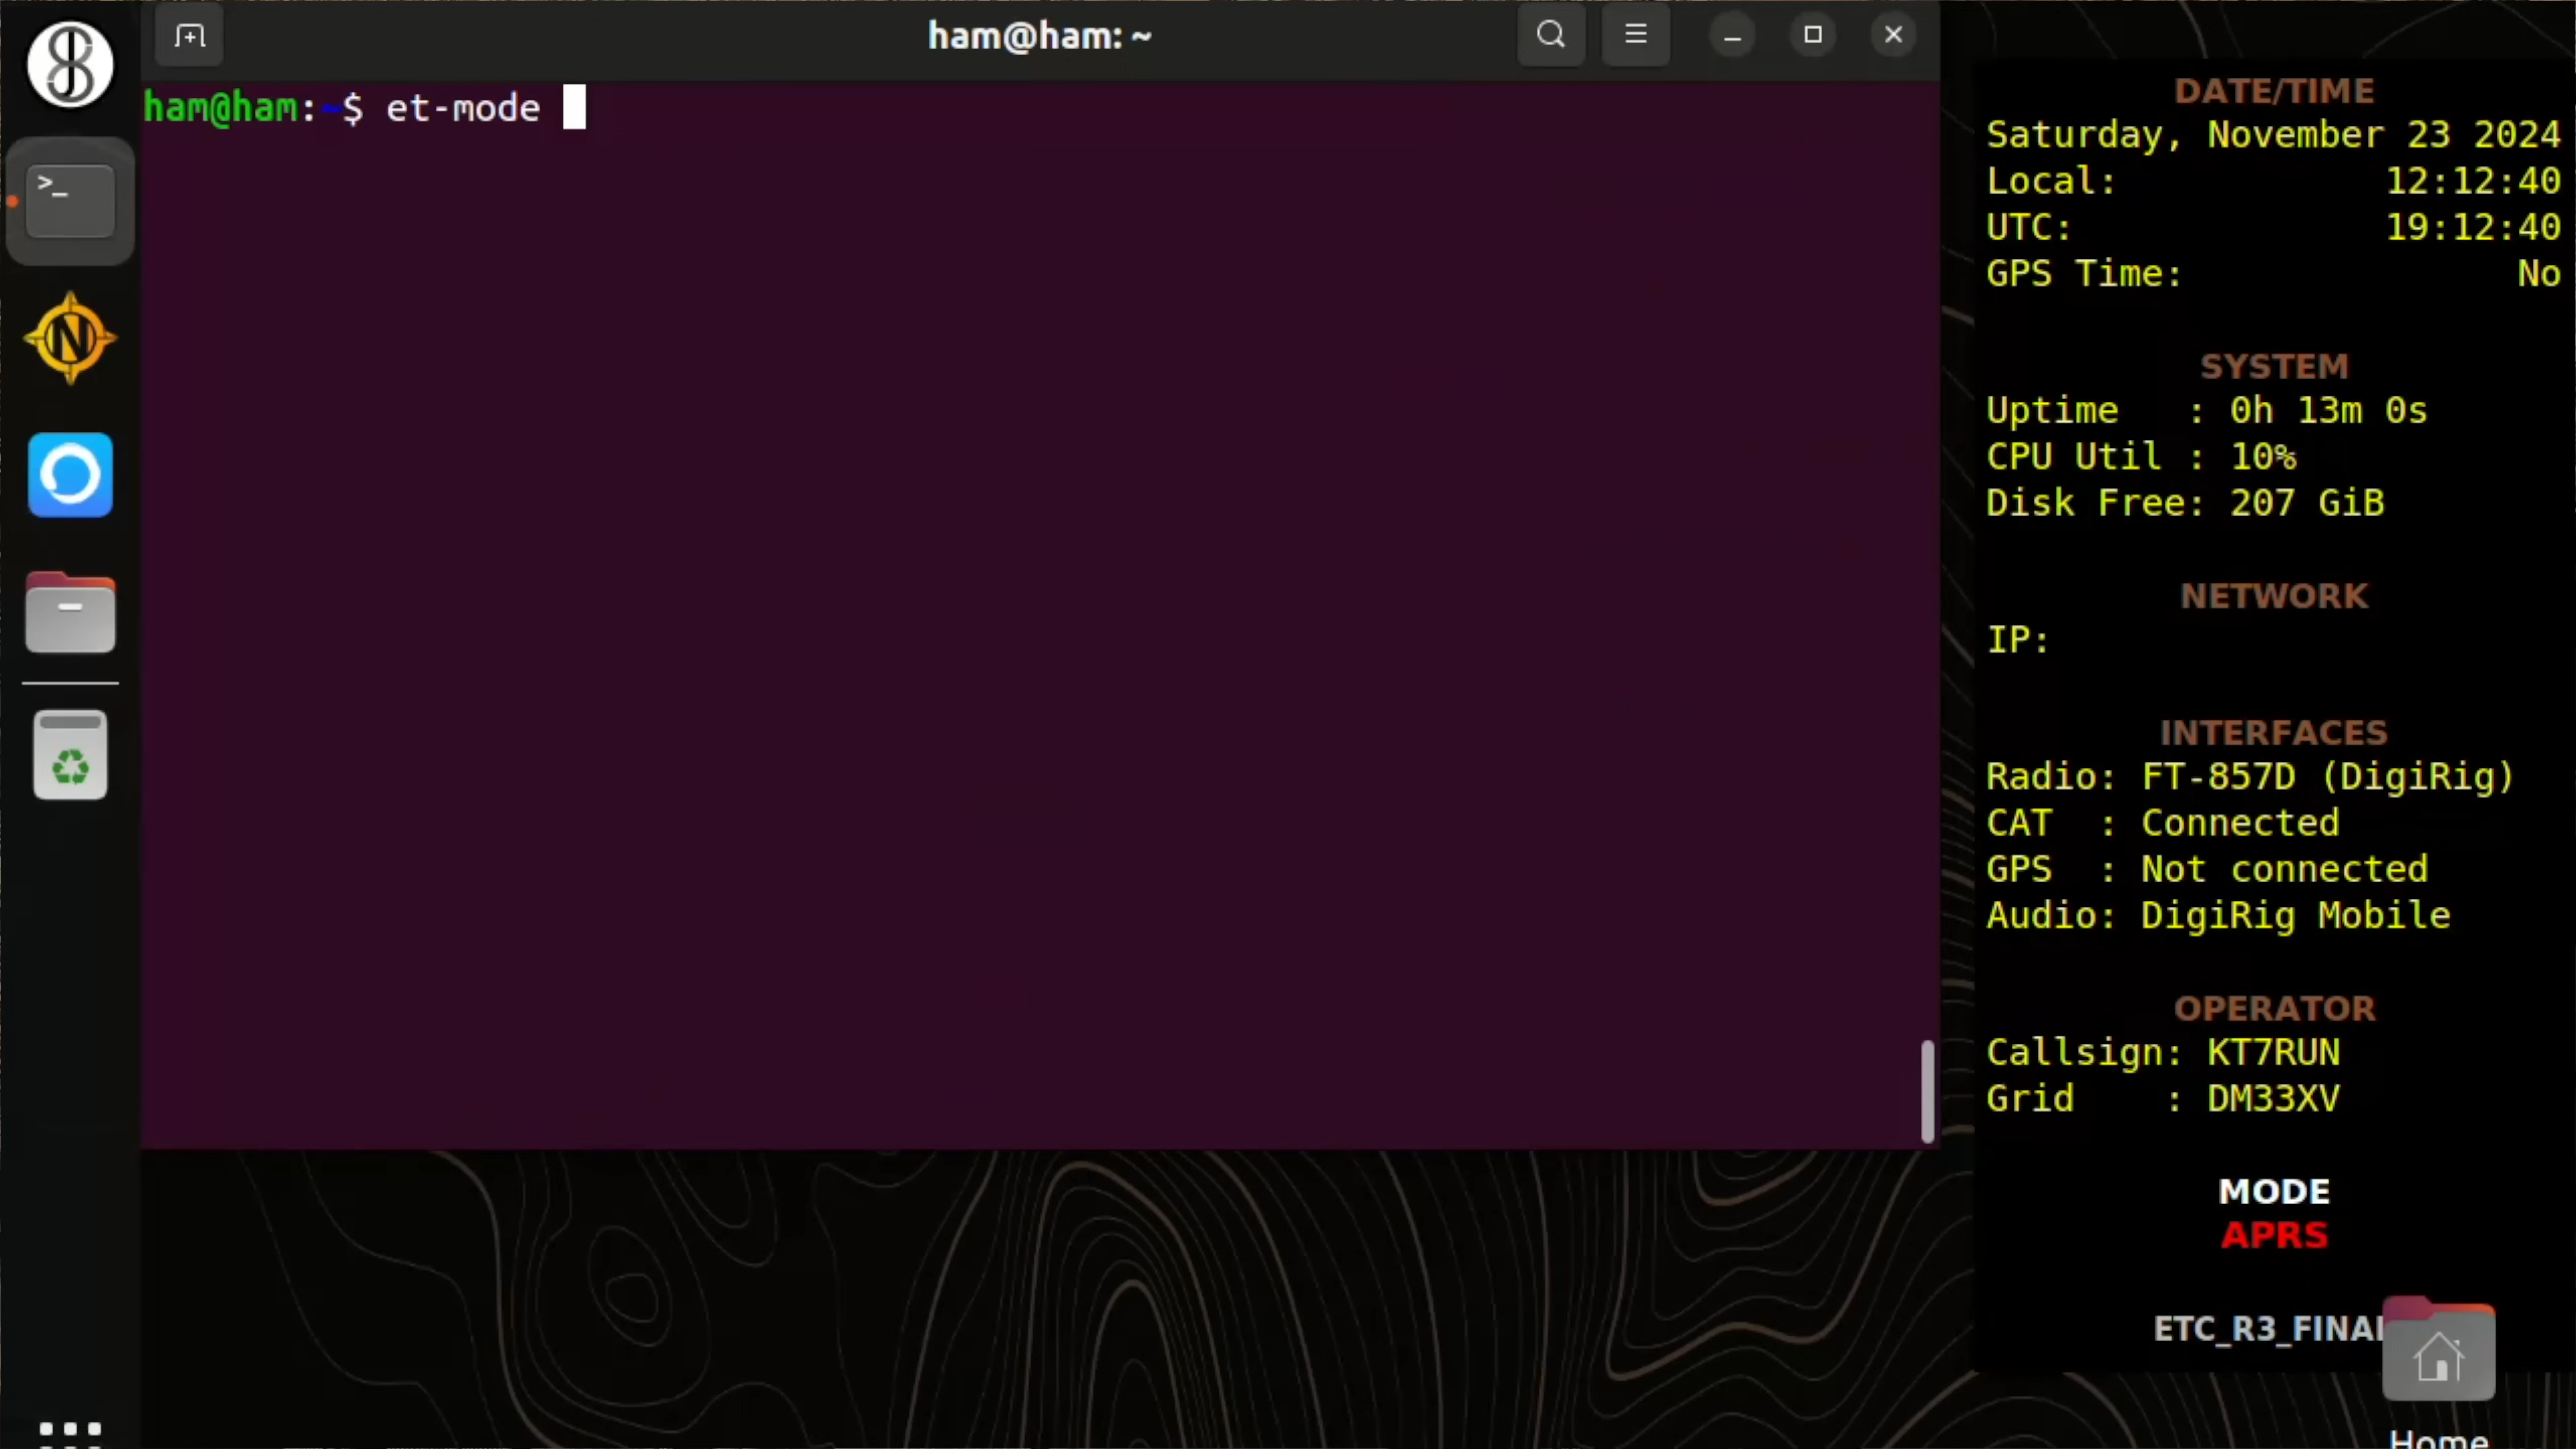 ham@ham: ~
ham@ham:~$ et-mode
DATE/TIME
Saturday, November 23 2024
Local: 12:12:40
UTC: 19:12:40
GPS Time: No
SYSTEM
Uptime : 0h 13m 0s
CPU Util : 10%
Disk Free: 207 GiB
NETWORK
IP:
INTERFACES
Radio: FT-857D (DigiRig)
CAT : Connected
GPS : Not connected
Audio: DigiRig Mobile
OPERATOR
Callsign: KT7RUN
Grid : DM33XV
MODE
APRS
ETC_R3_FINAL
Home